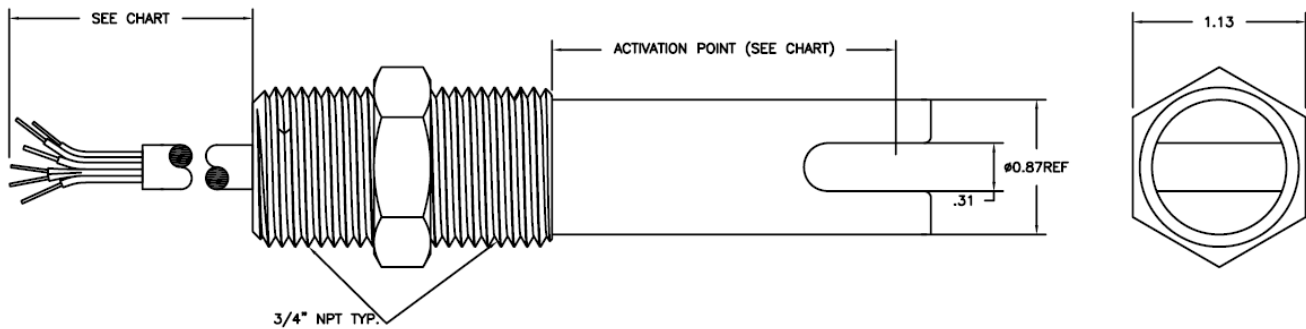 SEE CHART
ACTIVATION POINT (SEE CHART)
1.13
ø0.87REF
.31
3/4" NPT TYP.